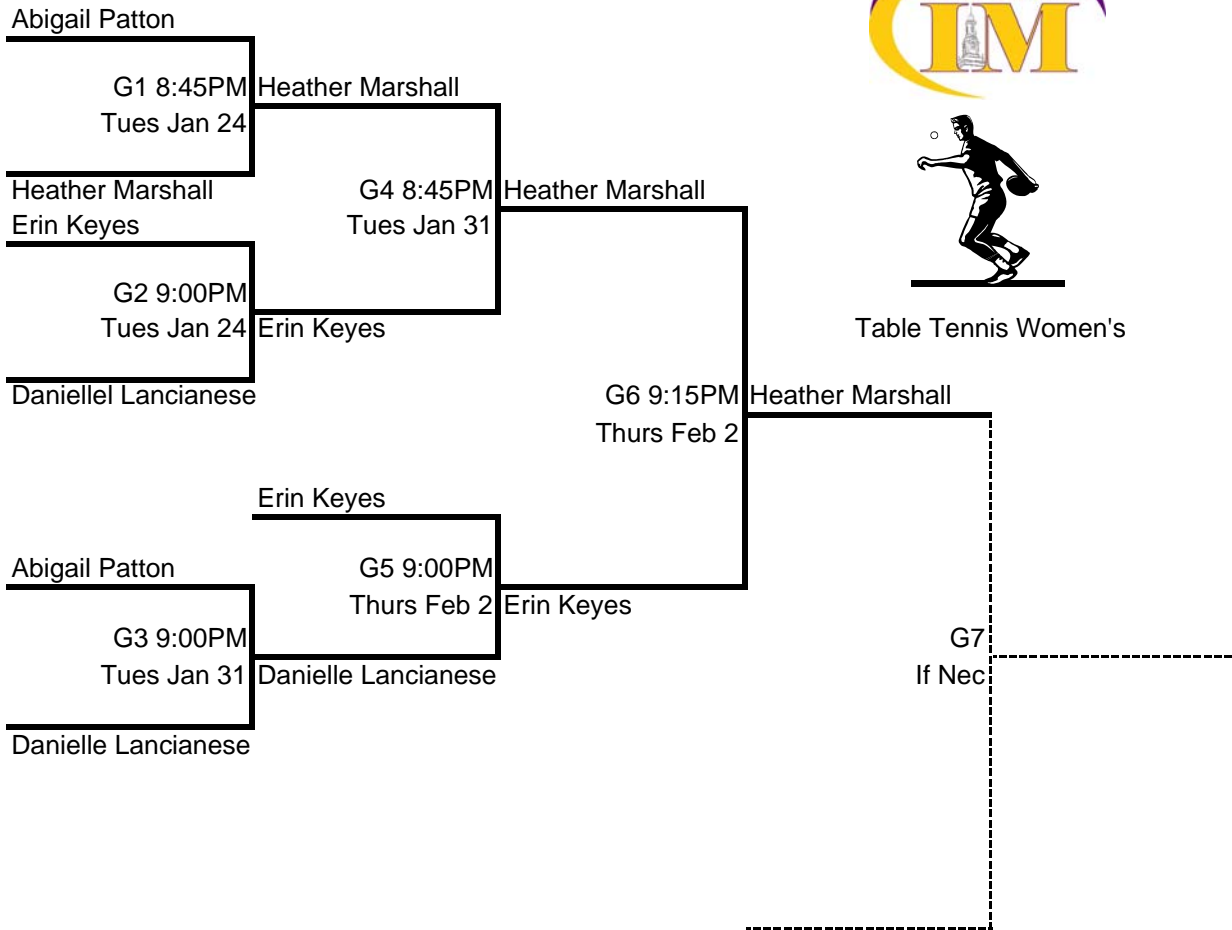 Abigail Patton
IM
G1 8:45PM Heather Marshall
Tues Jan 24
Heather Marshall
G4 8:45PM Heather Marshall
Erin Keyes
Tues Jan 31
G2 9:00PM
Tues Jan 24 Erin Keyes
Table Tennis Women's
Daniellel Lancianese
G6 9:15PM Heather Marshall
Thurs Feb 2
Erin Keyes
Abigail Patton
G5 9:00PM
Thurs Feb 2 Erin Keyes
G3 9:00PM
G7
Tues Jan 31 Danielle Lancianese
If Nec
Danielle Lancianese